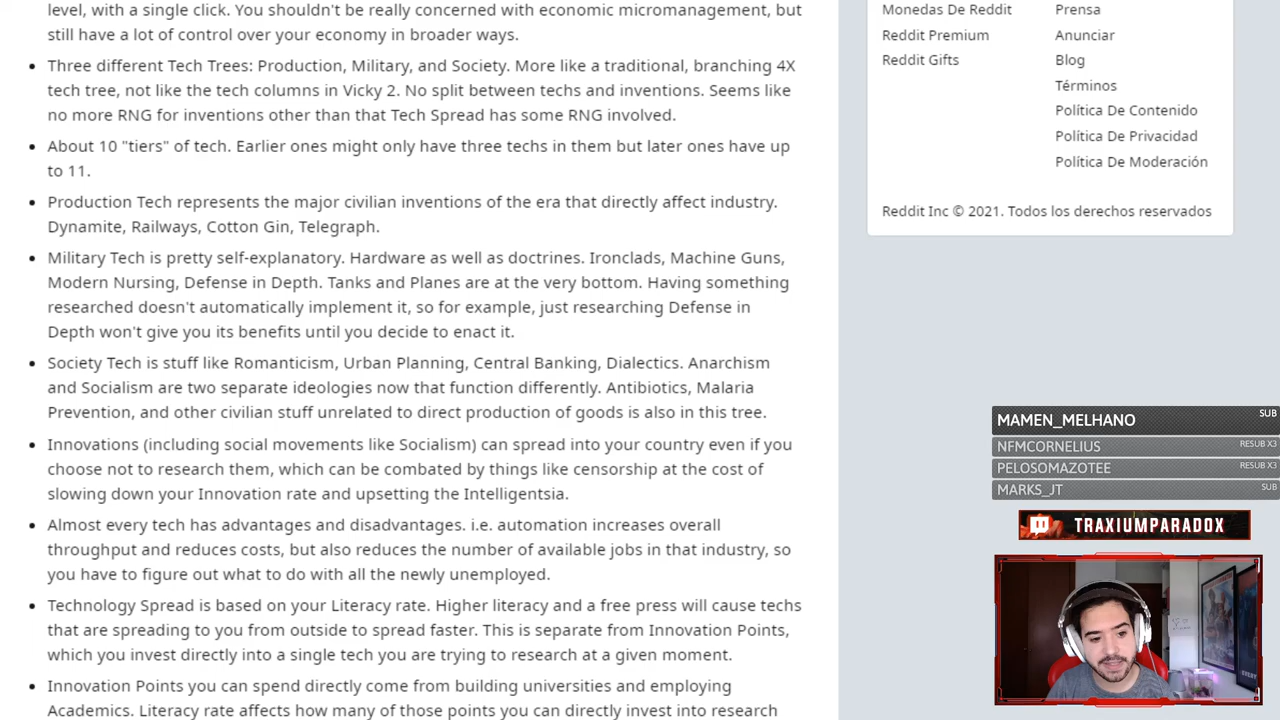 level, with a single click. You shouldn't be really concerned with economic micromanagement, but
still have a lot of control over your economy in broader ways.
Three different Tech Trees: Production, Military, and Society. More like a traditional, branching 4X
tech tree, not like the tech columns in Vicky 2. No split between techs and inventions. Seems like
no more RNG for inventions other than that Tech Spread has some RNG involved.
About 10 "tiers" of tech. Earlier ones might only have three techs in them but later ones have up
to 11.
Production Tech represents the major civilian inventions of the era that directly affect industry.
Dynamite, Railways, Cotton Gin, Telegraph.
Military Tech is pretty self-explanatory. Hardware as well as doctrines. Ironclads, Machine Guns,
Modern Nursing, Defense in Depth. Tanks and Planes are at the very bottom. Having something
researched doesn't automatically implement it, so for example, just researching Defense in
Depth won't give you its benefits until you decide to enact it.
Society Tech is stuff like Romanticism, Urban Planning, Central Banking, Dialectics. Anarchism
and Socialism are two separate ideologies now that function differently. Antibiotics, Malaria
Prevention, and other civilian stuff unrelated to direct production of goods is also in this tree.
Innovations (including social movements like Socialism) can spread into your country even if you
choose not to research them, which can be combated by things like censorship at the cost of
slowing down your Innovation rate and upsetting the Intelligentsia.
Almost every tech has advantages and disadvantages. i.e. automation increases overall
throughput and reduces costs, but also reduces the number of available jobs in that industry, so
you have to figure out what to do with all the newly unemployed.
Technology Spread is based on your Literacy rate. Higher literacy and a free press will cause techs
that are spreading to you from outside to spread faster. This is separate from Innovation Points,
which you invest directly into a single tech you are trying to research at a given moment.
Innovation Points you can spend directly come from building universities and employing
Academics. Literacy rate affects how many of those points you can directly invest into research
Monedas De Reddit
Reddit Premium
Reddit Gifts
Prensa
Anunciar
Blog
Términos
Política De Contenido
Política De Privacidad
Política De Moderación
Reddit Inc © 2021. Todos los derechos reservados
MAMEN_MELHANO SUB
NFMCORNELIUS RESUB X3
PELOSOMAZOTEE RESUB X3
MARKS_JT SUB
TRAXIUMPARADOX